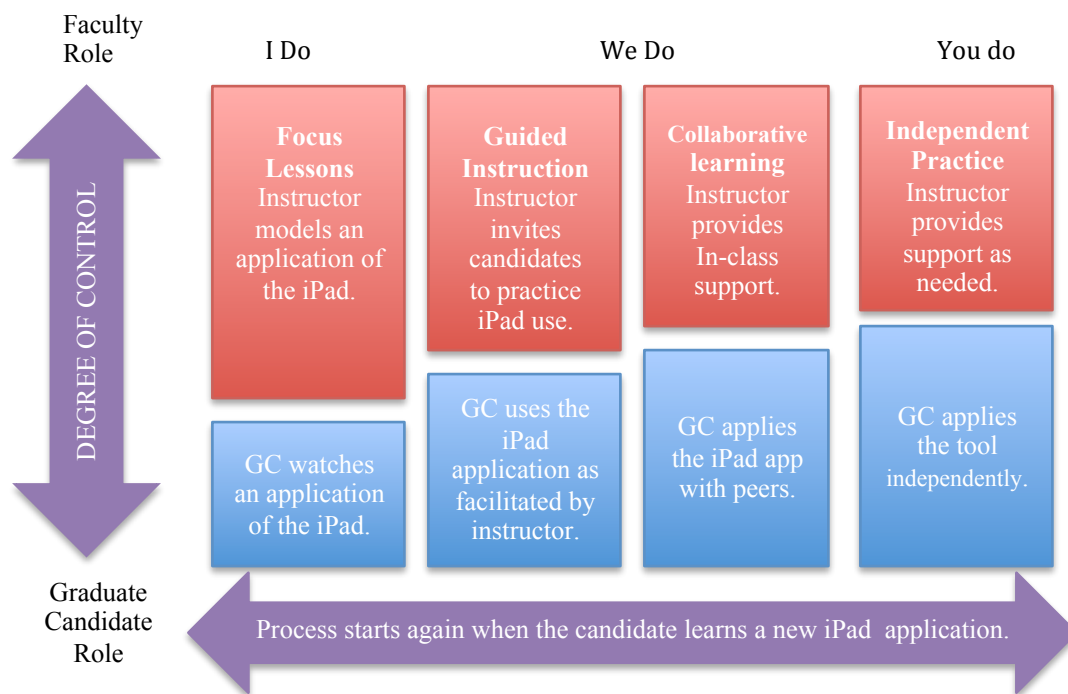 Faculty
Role
I Do
We Do
You do
DEGREE OF CONTROL
Focus
Lessons
Instructor
models an
application of
the iPad.
Guided
Instruction
Instructor
invites
candidates
to practice
iPad use.
Collaborative
learning
Instructor
provides
In-class
support.
Independent
Practice
Instructor
provides
support as
needed.
GC watches
an application
of the iPad.
GC uses the
iPad
application as
facilitated by
instructor.
GC applies
the iPad app
with peers.
GC applies
the tool
independently.
Graduate
Candidate
Role
Process starts again when the candidate learns a new iPad application.